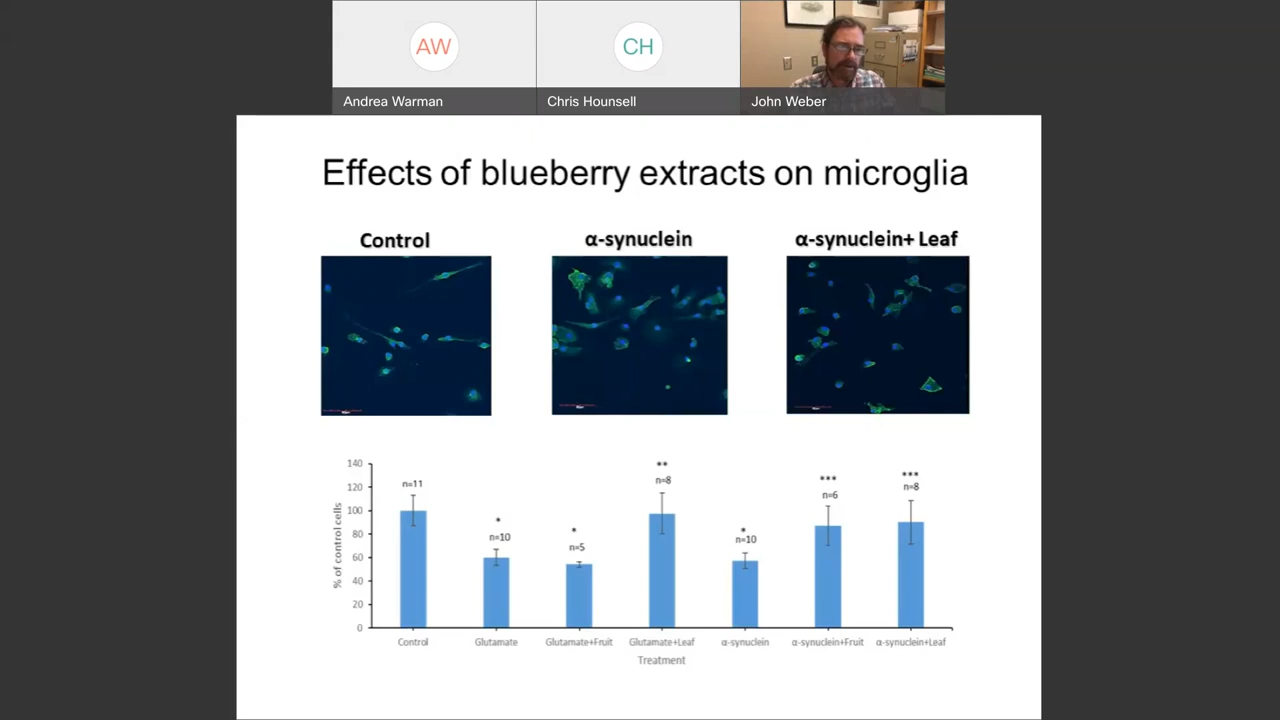 AW
CH
Andrea Warman
Chris Hounsell
John Weber
Effects of blueberry extracts on microglia
Control
α-synuclein
α-synuclein+ Leaf
% of control cells
140
120
100
80
60
40
20
0
n=11
*
n=10
*
n=5
**
n=8
*
n=10
***
n=6
***
n=8
Control
Glutamate
Glutamate+Fruit
Glutamate+Leaf
α-synuclein
α-synuclein+Fruit
α-synuclein+Leaf
Treatment